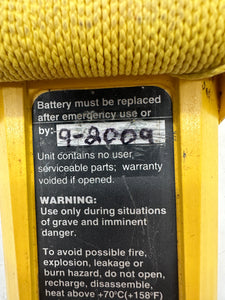 Battery must be replaced
after emergency use or
by: 9-2009
Unit contains no user
serviceable parts; warranty
voided if opened.
WARNING:
Use only during situations
of grave and imminent
danger.
To avoid possible fire,
explosion, leakage or
burn hazard, do not open,
recharge, disassemble,
heat above +70°C(+158°F)